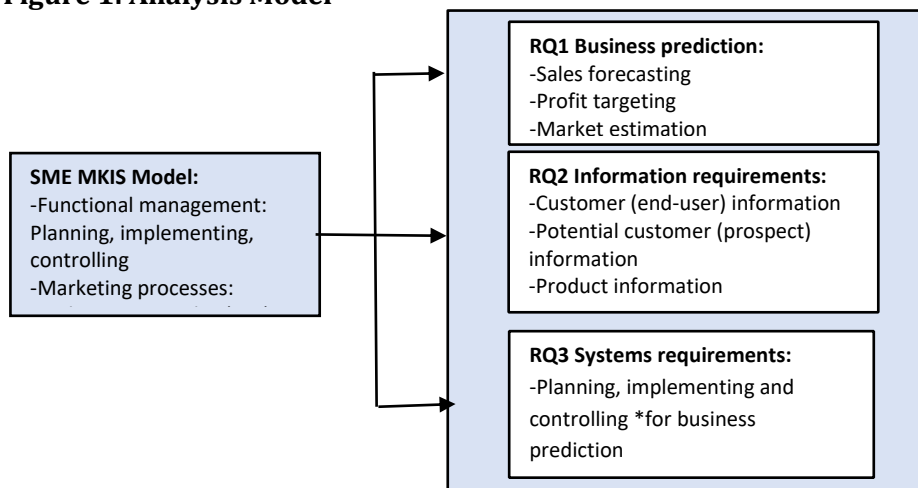 Figure 1. Analysis Model
SME MKIS Model:
-Functional management:
Planning, implementing,
controlling
-Marketing processes:
RQ1 Business prediction:
-Sales forecasting
-Profit targeting
-Market estimation
RQ2 Information requirements:
-Customer (end-user) information
-Potential customer (prospect)
information
-Product information
RQ3 Systems requirements:
-Planning, implementing and
controlling *for business
prediction